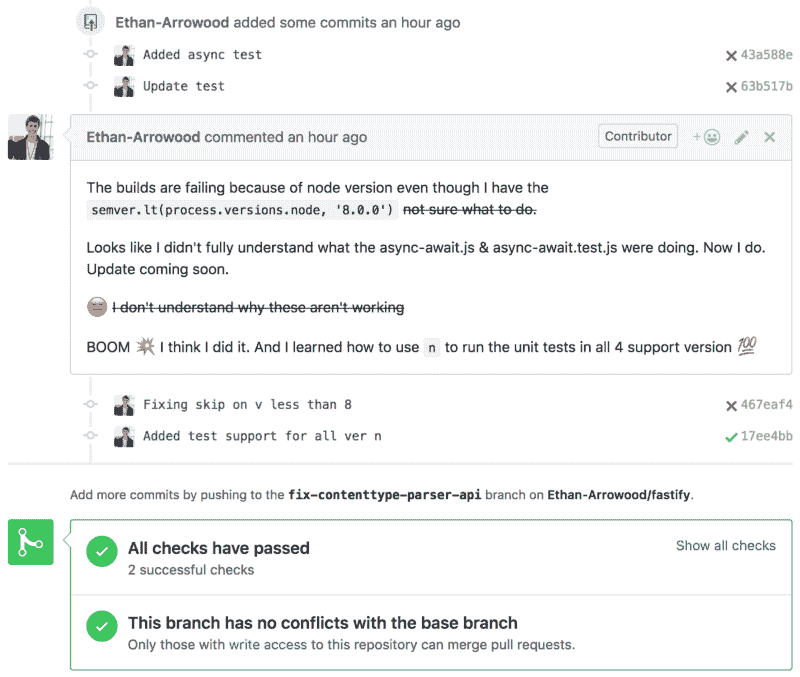 Ethan-Arrowood added some commits an hour ago
Added async test 43a588e
Update test 63b517b
Ethan-Arrowood commented an hour ago Contributor
The builds are failing because of node version even though I have the
semver.lt(process.versions.node, '8.0.0') not sure what to do.
Looks like I didn't fully understand what the async-await.js & async-await.test.js were doing. Now I do.
Update coming soon.
I don't understand why these aren't working
BOOM 💥 I think I did it. And I learned how to use n to run the unit tests in all 4 support version 💯
Fixing skip on v less than 8 467eaf4
Added test support for all ver n 17ee4bb
Add more commits by pushing to the fix-contenttype-parser-api branch on Ethan-Arrowood/fastify.
All checks have passed Show all checks
2 successful checks
This branch has no conflicts with the base branch
Only those with write access to this repository can merge pull requests.